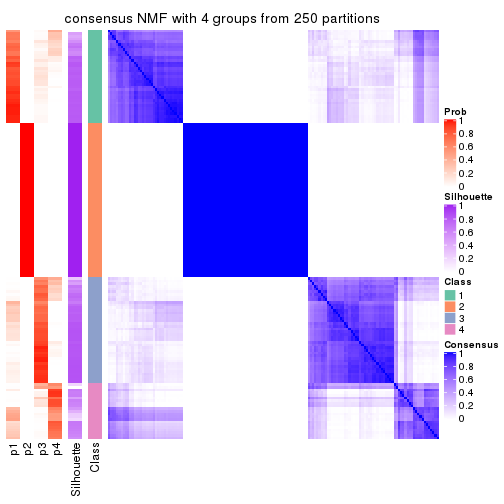 consensus NMF with 4 groups from 250 partitions
Prob
1
0.8
0.6
0.4
0.2
0
Silhouette
1
0.8
0.6
0.4
0.2
0
Class
1
2
3
4
Consensus
1
0.8
0.6
0.4
0.2
0
p1
p2
p3
p4
Silhouette
Class